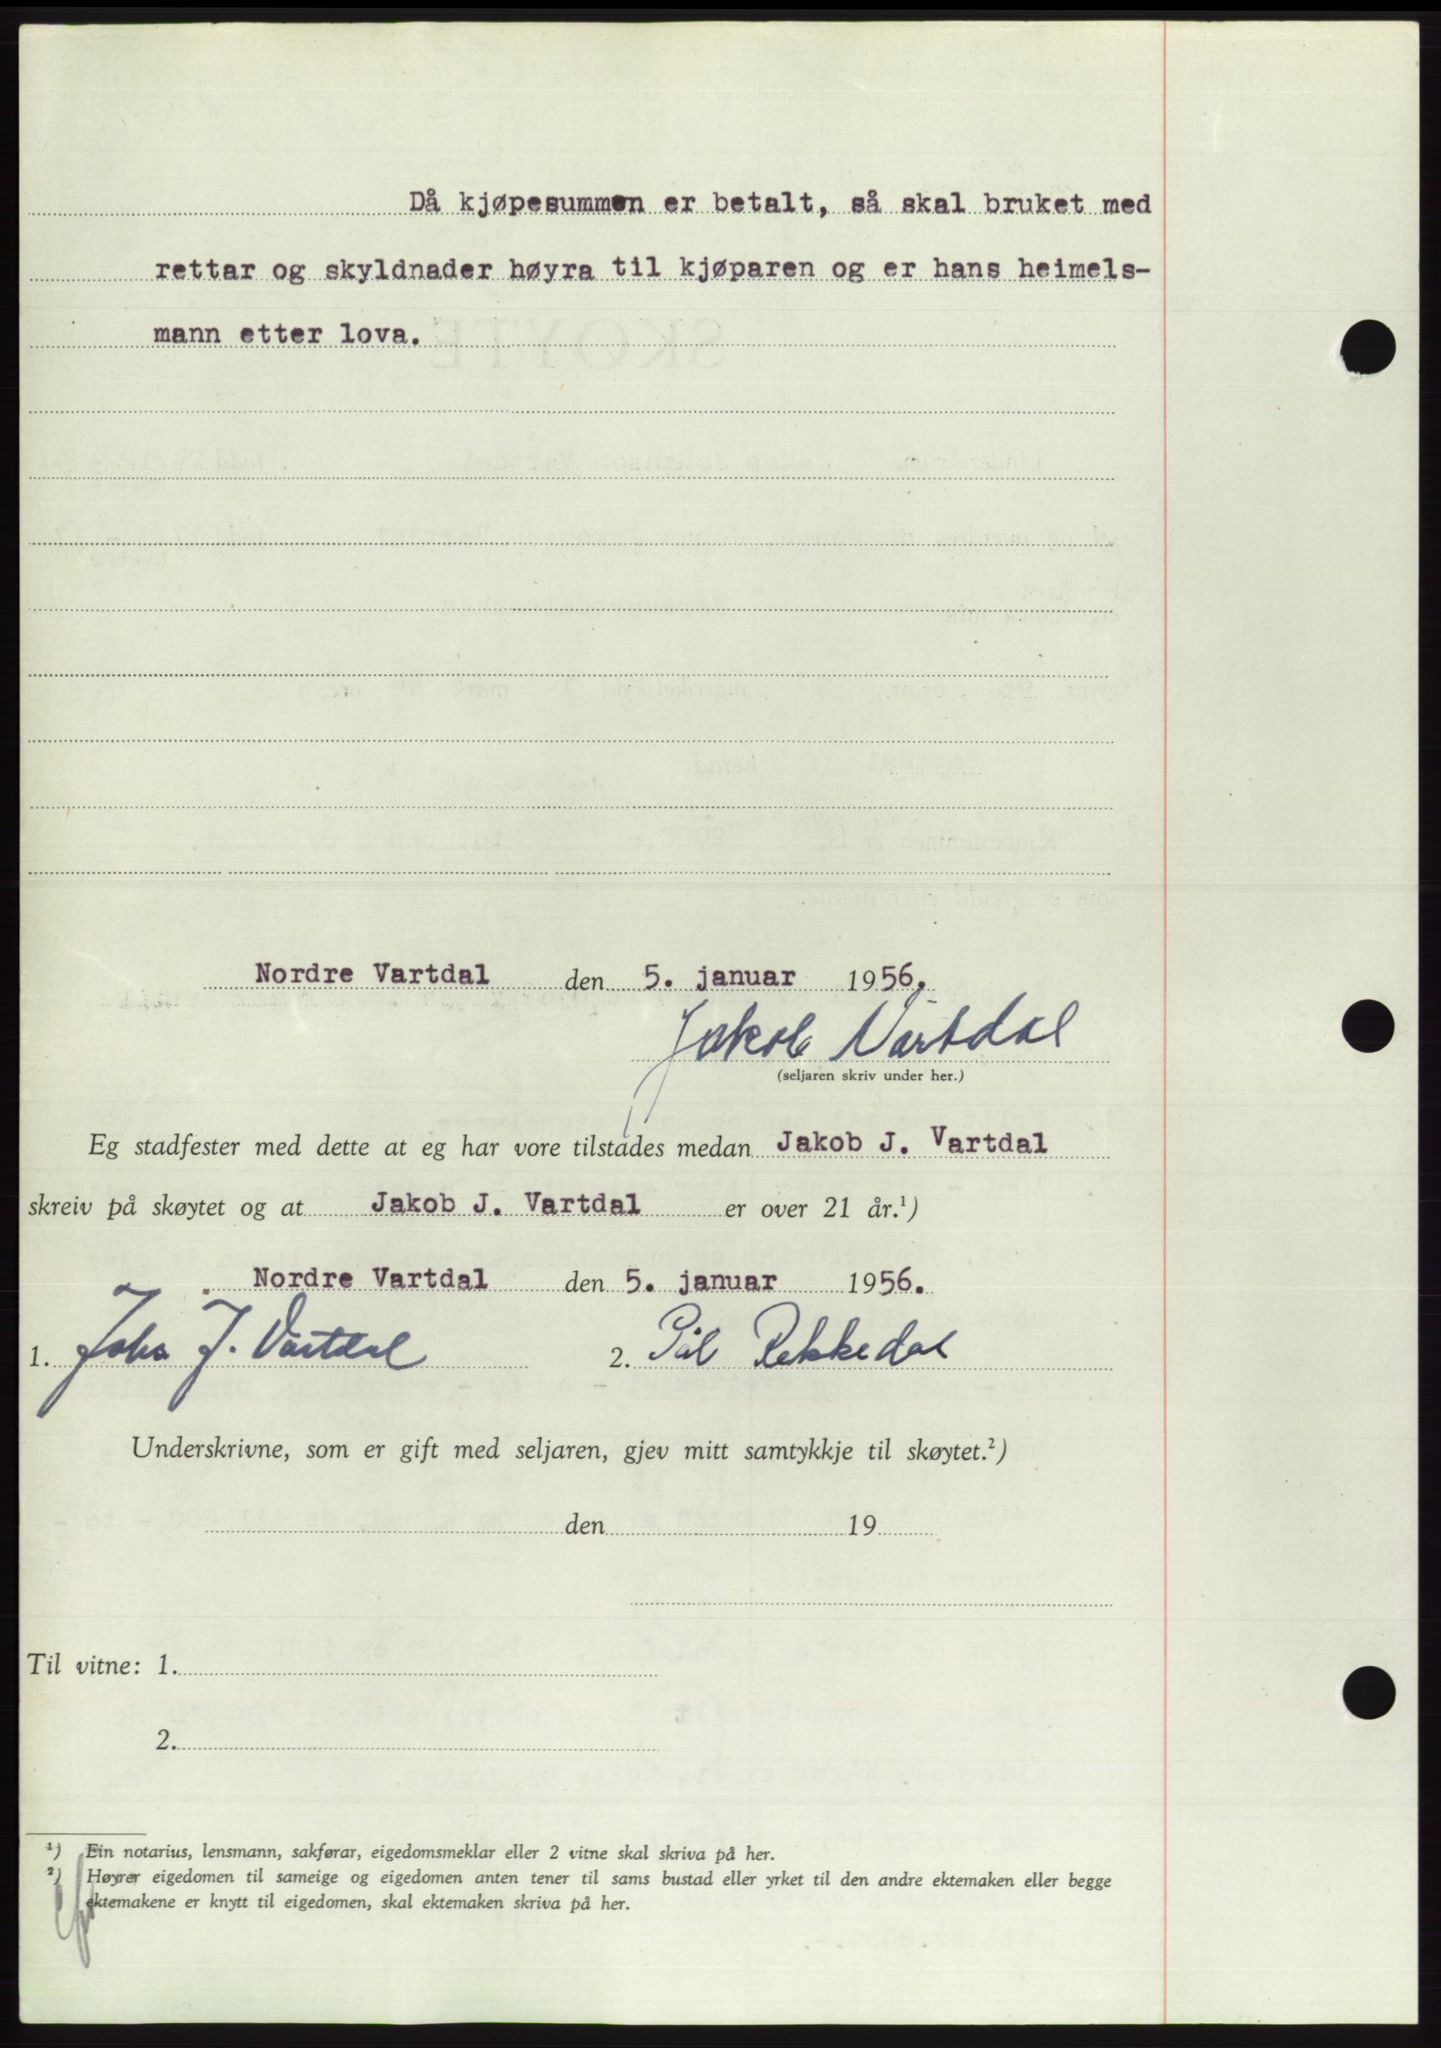 Då kjøpesummen er betalt, så skal bruket med
rettar og skyldnader høyra til kjøparen og er hans heimels-
mann etter lova.
Nordre Vartdal den 5. januar 1956.
Jakob Vartdal
(seljaren skriv under her.)
Eg stadfester med dette at eg har vore tilstades medan Jakob J. Vartdal
skreiv på skøytet og at Jakob J. Vartdal er over 21 år.¹)
Nordre Vartdal den 5. januar 1956.
1. Johs J. Vartdal 2. Pål Rekkedal
Underskrivne, som er gift med seljaren, gjev mitt samtykkje til skøytet.²)
den 19
Til vitne: 1.
2.
¹) Ein notarius, lensmann, sakførar, eigedomsmeklar eller 2 vitne skal skriva på her.
²) Høyrer eigedomen til sameige og eigedomen anten tener til sams bustad eller yrket til den andre ektemaken eller begge
ektemakene er knytt til eigedomen, skal ektemaken skriva på her.